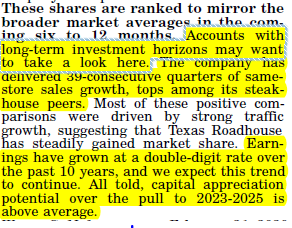 These shares are ranked to mirror the
broader market averages in the com-
ing six to 12 months. Accounts with
long-term investment horizons may want
to take a look here. The company has
delivered 39-consecutive quarters of same-
store sales growth, tops among its steak-
house peers. Most of these positive com-
parisons were driven by strong traffic
growth, suggesting that Texas Roadhouse
has steadily gained market share. Earn-
ings have grown at a double-digit rate over
the past 10 years, and we expect this trend
to continue. All told, capital appreciation
potential over the pull to 2023-2025 is
above average.